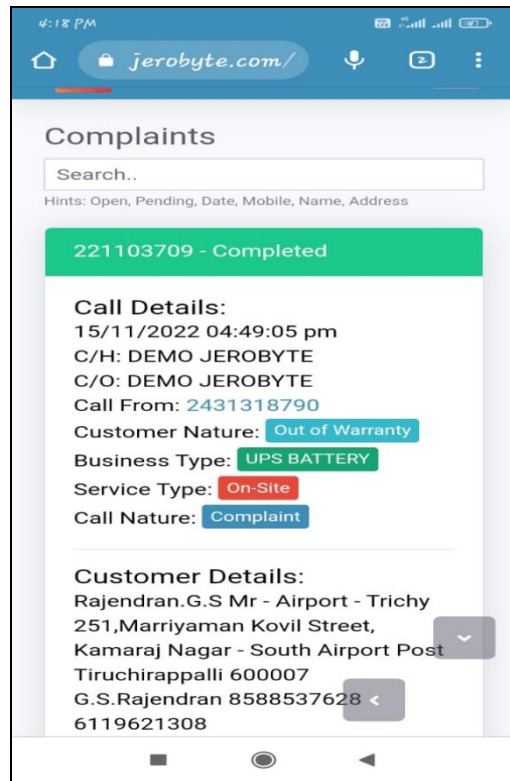 4:18 PM
jerobyte.com/
2
Complaints
Search..
Hints: Open, Pending, Date, Mobile, Name, Address
221103709 - Completed
Call Details:
15/11/2022 04:49:05 pm
C/H: DEMO JEROBYTE
C/O: DEMO JEROBYTE
Call From: 2431318790
Customer Nature: Out of Warranty
Business Type: UPS BATTERY
Service Type: On-Site
Call Nature: Complaint
Customer Details:
Rajendran.G.S Mr - Airport - Trichy
251,Marriyaman Kovil Street,
Kamaraj Nagar - South Airport Post
Tiruchirappalli 600007
G.S.Rajendran 8588537628
6119621308